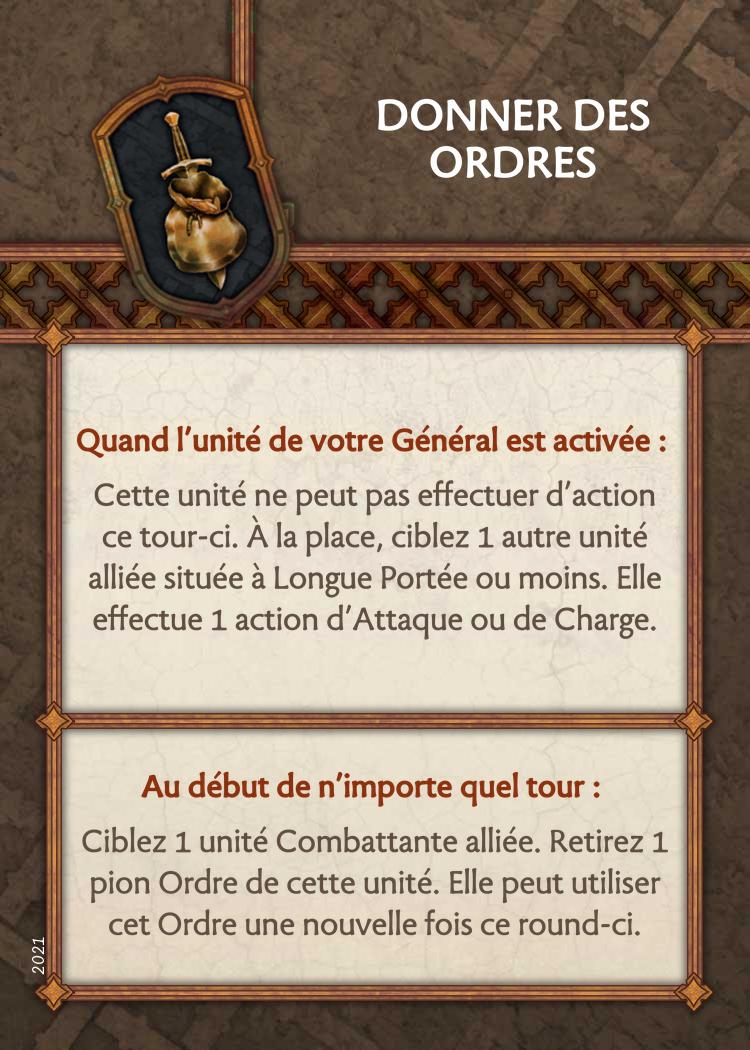 DONNER DES
ORDRES
Quand l'unité de votre Général est activée :
Cette unité ne peut pas effectuer d'action
ce tour-ci. À la place, ciblez 1 autre unité
alliée située à Longue Portée ou moins. Elle
effectue 1 action d'Attaque ou de Charge.
Au début de n'importe quel tour :
Ciblez 1 unité Combattante alliée. Retirez 1
pion Ordre de cette unité. Elle peut utiliser
cet Ordre une nouvelle fois ce round-ci.
2021